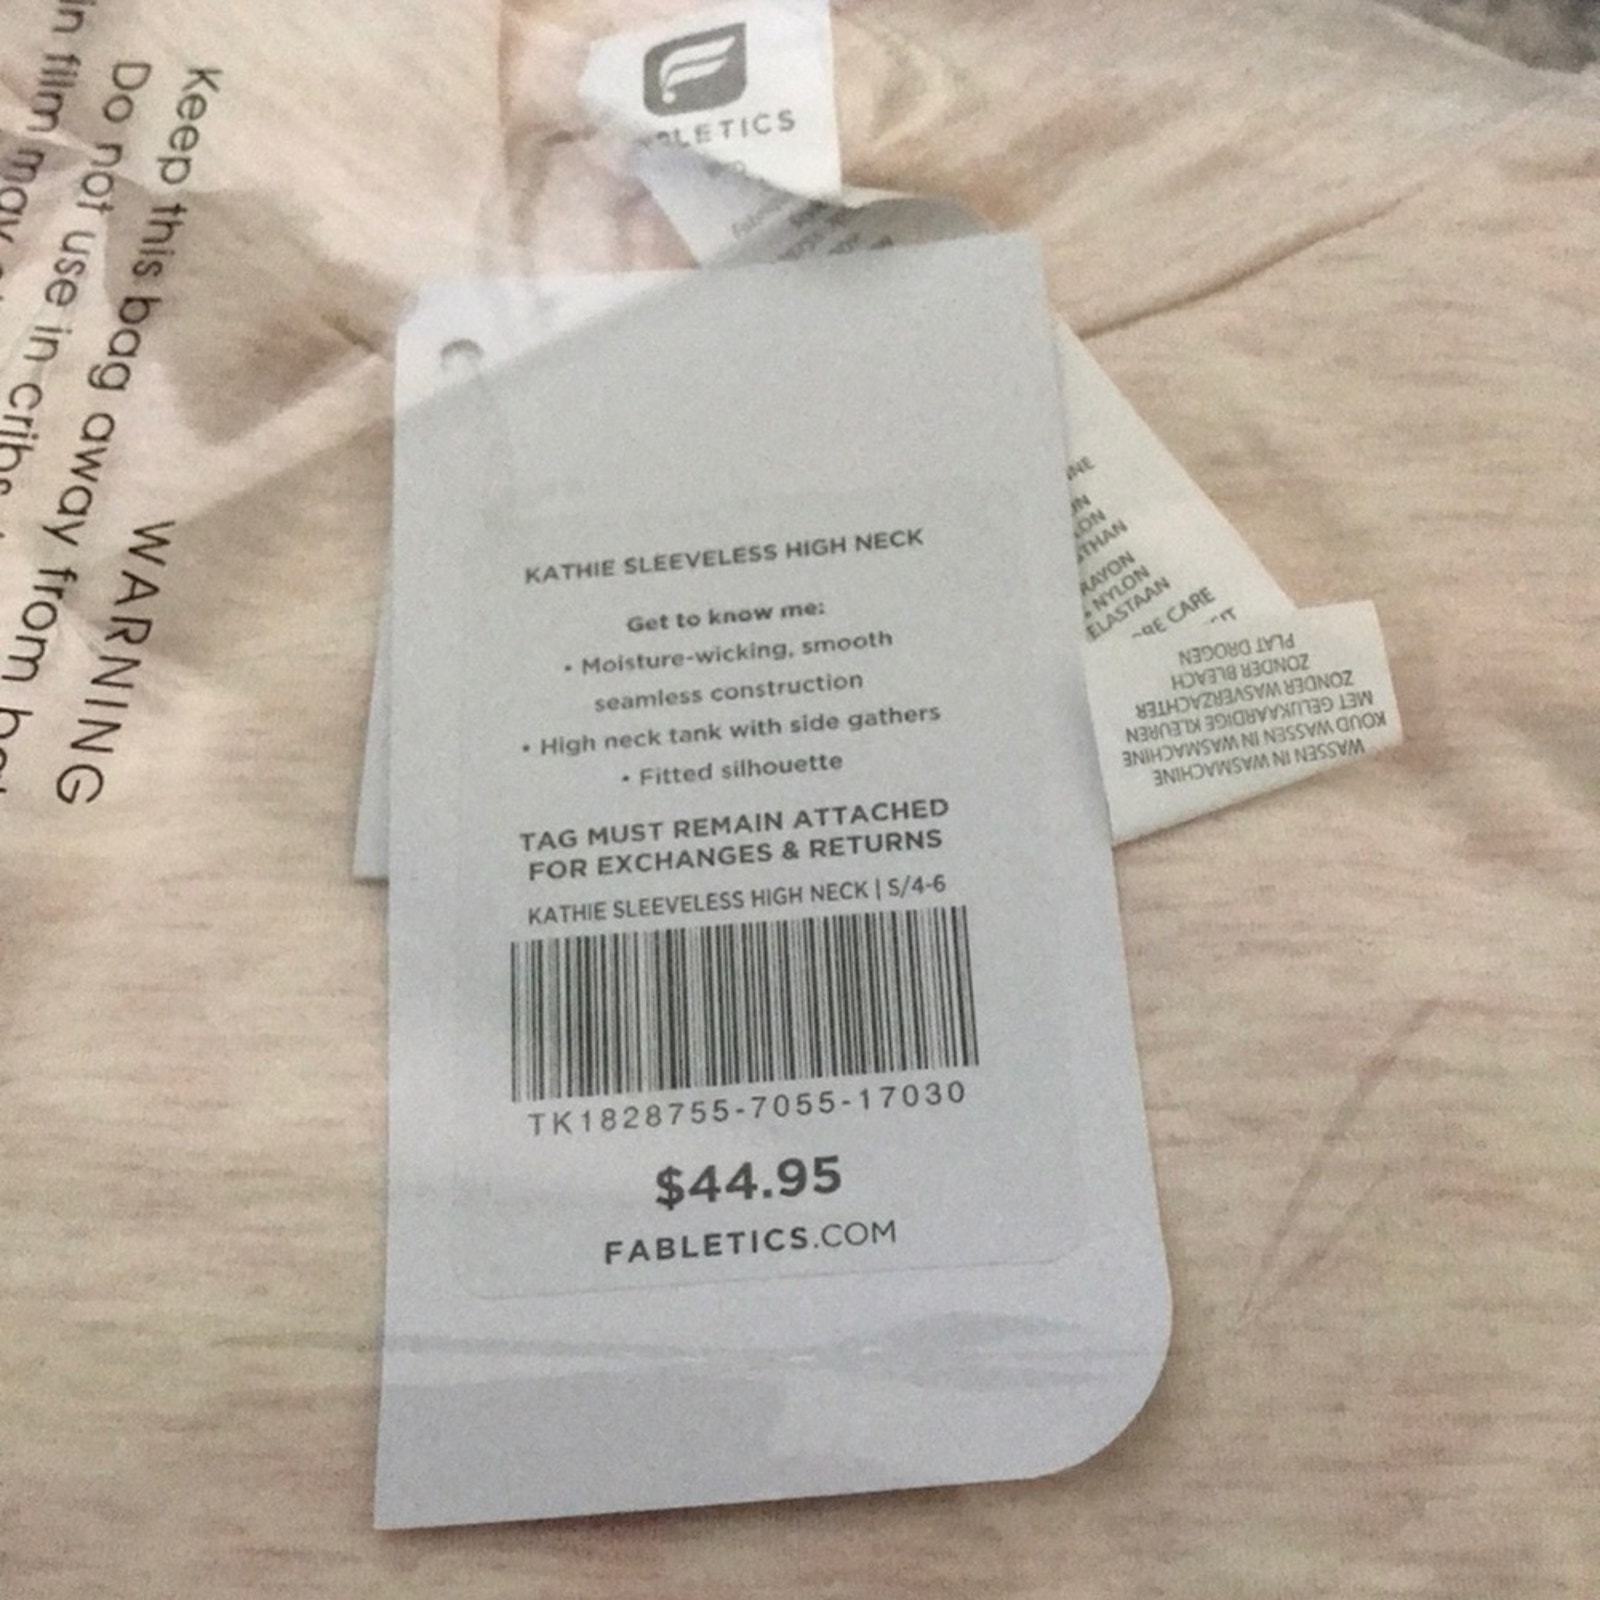 WARNING
Keep this bag away from
Do not use in cribs
in film may
KATHIE SLEEVELESS HIGH NECK
Get to know me:
• Moisture-wicking, smooth
seamless construction
• High neck tank with side gathers
• Fitted silhouette
TAG MUST REMAIN ATTACHED
FOR EXCHANGES & RETURNS
KATHIE SLEEVELESS HIGH NECK | S/4-6
TK1828755-7055-17030
$44.95
FABLETICS.COM
RAYON
NYLON
ELASTAAN
CARE
WASSEN IN WASMACHINE
KOUD WASSEN IN WASMACHINE
MET GELIJKAARDIGE KLEUREN
ZONDER WASVERZACHTER
ZONDER BLEACH
PLAT DROGEN